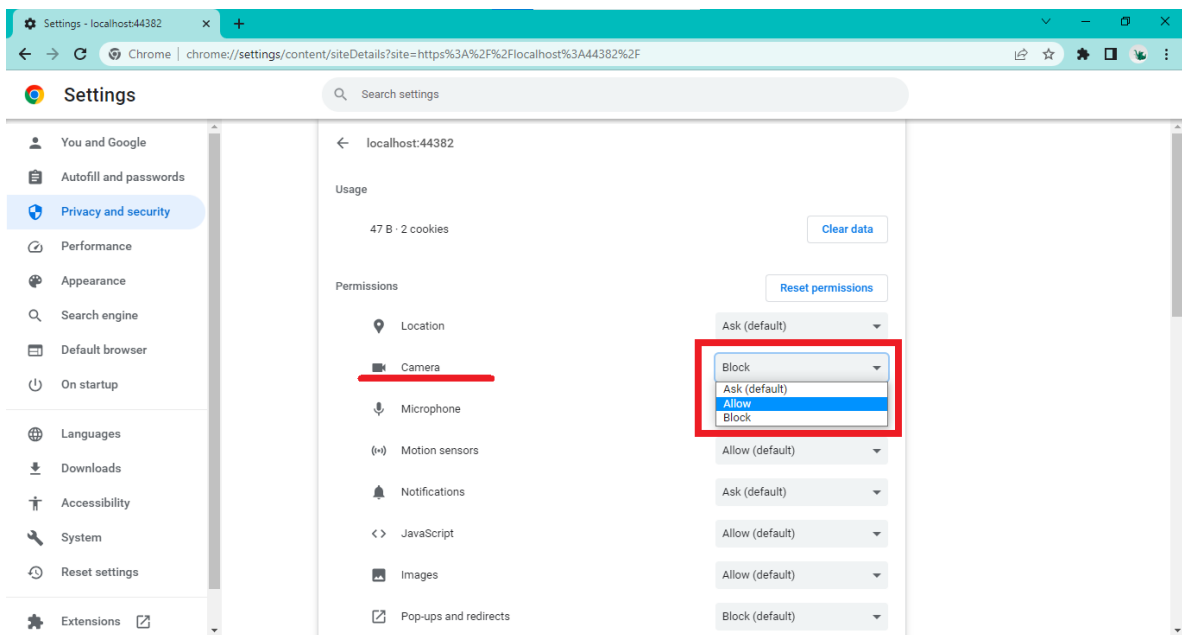 Settings - localhost:44382
Chrome | chrome://settings/content/siteDetails?site=https%3A%2F%2Flocalhost%3A44382%2F
Settings
Search settings
You and Google
Autofill and passwords
Privacy and security
Performance
Appearance
Search engine
Default browser
On startup
Languages
Downloads
Accessibility
System
Reset settings
Extensions
localhost:44382
Usage
47 B · 2 cookies
Clear data
Permissions
Reset permissions
Location
Ask (default)
Camera
Block
Ask (default)
Allow
Block
Microphone
Motion sensors
Allow (default)
Notifications
Ask (default)
JavaScript
Allow (default)
Images
Allow (default)
Pop-ups and redirects
Block (default)